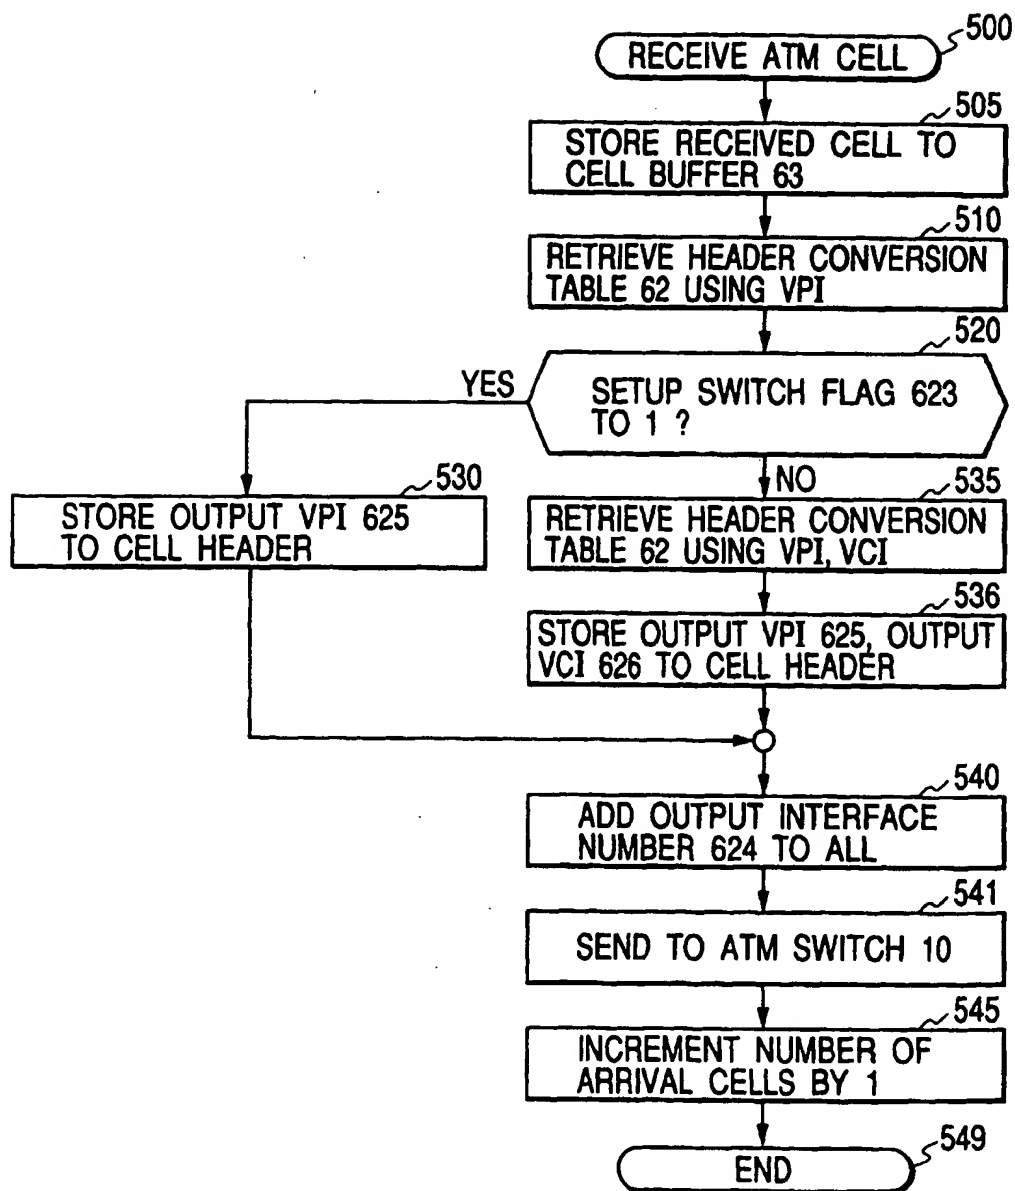 500
RECEIVE ATM CELL
505
STORE RECEIVED CELL TO
CELL BUFFER 63
510
RETRIEVE HEADER CONVERSION
TABLE 62 USING VPI
520
YES
SETUP SWITCH FLAG 623
TO 1 ?
NO
530
STORE OUTPUT VPI 625
TO CELL HEADER
535
RETRIEVE HEADER CONVERSION
TABLE 62 USING VPI, VCI
536
STORE OUTPUT VPI 625, OUTPUT
VCI 626 TO CELL HEADER
540
ADD OUTPUT INTERFACE
NUMBER 624 TO ALL
541
SEND TO ATM SWITCH 10
545
INCREMENT NUMBER OF
ARRIVAL CELLS BY 1
549
END